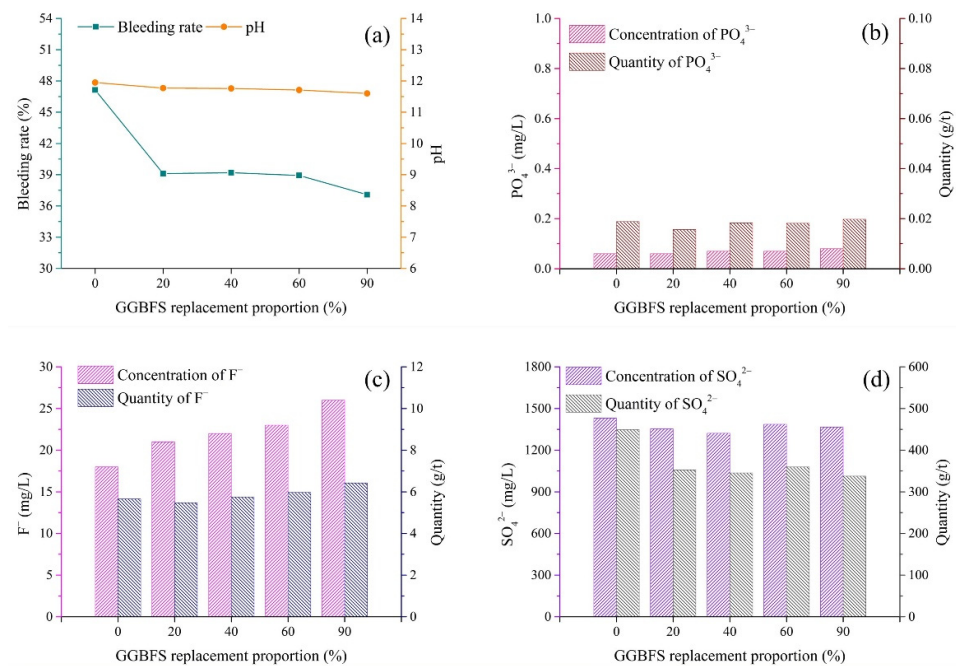 Bleeding rate
pH
(a)
54
51
48
45
42
39
36
33
30
Bleeding rate (%)
14
13
12
11
10
9
8
7
6
pH
0 20 40 60 90
GGBFS replacement proportion (%)
Concentration of PO₄³⁻
Quantity of PO₄³⁻
(b)
1.0
0.8
0.6
0.4
0.2
0.0
PO₄³⁻ (mg/L)
0.10
0.08
0.06
0.04
0.02
0.00
Quantity (g/t)
0 20 40 60 90
GGBFS replacement proportion (%)
Concentration of F⁻
Quantity of F⁻
(c)
30
25
20
15
10
5
0
F⁻ (mg/L)
12
10
8
6
4
2
0
Quantity (g/t)
0 20 40 60 90
GGBFS replacement proportion (%)
Concentration of SO₄²⁻
Quantity of SO₄²⁻
(d)
1800
1500
1200
900
600
300
0
SO₄²⁻ (mg/L)
600
500
400
300
200
100
0
Quantity (g/t)
0 20 40 60 90
GGBFS replacement proportion (%)